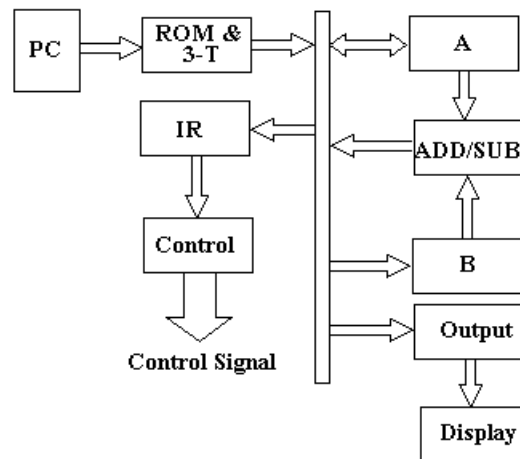 PC
ROM &
3-T
A
IR
ADD/SUB
Control
B
Control Signal
Output
Display